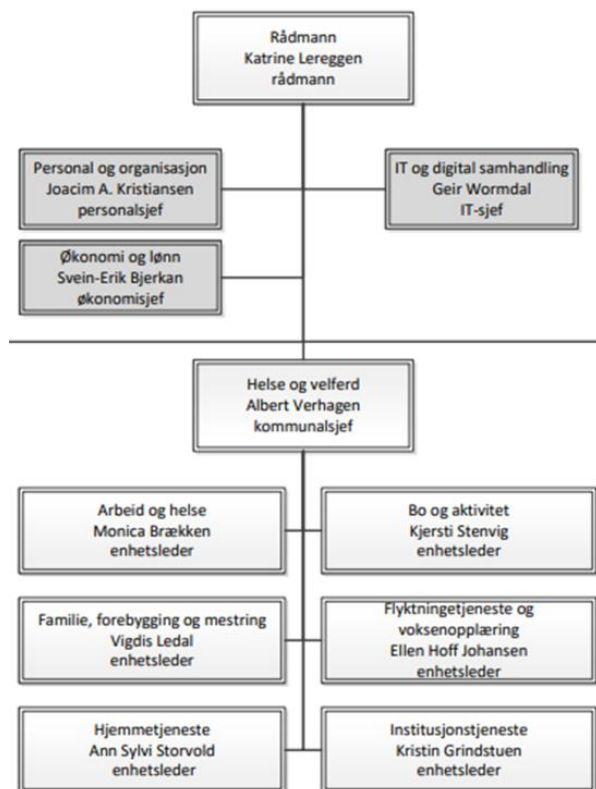 Rådmann
Katrine Lereggen
rådmann
Personal og organisasjon
Joacim A. Kristiansen
personalsjef
IT og digital samhandling
Geir Wormdal
IT-sjef
Økonomi og lønn
Svein-Erik Bjerkan
økonomisjef
Helse og velferd
Albert Verhagen
kommunalsjef
Arbeid og helse
Monica Brækken
enhetsleder
Bo og aktivitet
Kjersti Stenvig
enhetsleder
Familie, forebygging og mestring
Vigdis Ledal
enhetsleder
Flyktningetjeneste og
voksenopplæring
Ellen Hoff Johansen
enhetsleder
Hjemmetjeneste
Ann Sylvi Storvold
enhetsleder
Institusjonstjeneste
Kristin Grindstuen
enhetsleder